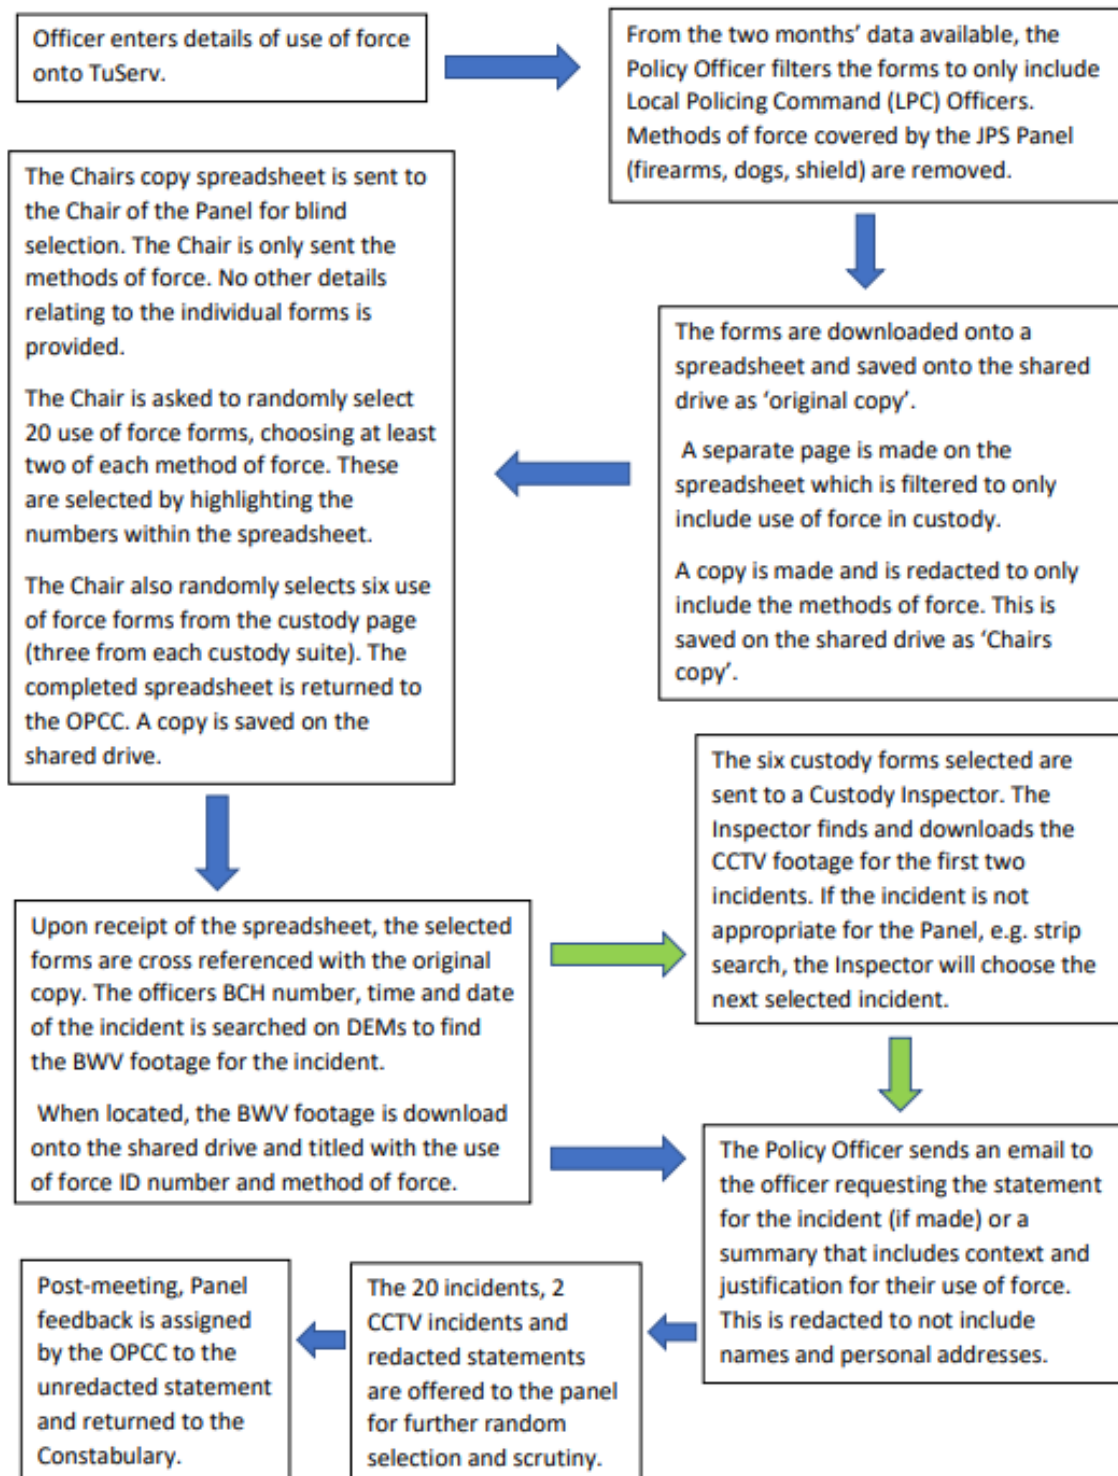 Officer enters details of use of force
onto TuServ.
From the two months’ data available, the
Policy Officer filters the forms to only include
Local Policing Command (LPC) Officers.
Methods of force covered by the JPS Panel
(firearms, dogs, shield) are removed.
The forms are downloaded onto a
spreadsheet and saved onto the shared
drive as ‘original copy’.
A separate page is made on the
spreadsheet which is filtered to only
include use of force in custody.
A copy is made and is redacted to only
include the methods of force. This is
saved on the shared drive as ‘Chairs
copy’.
The Chairs copy spreadsheet is sent to
the Chair of the Panel for blind
selection. The Chair is only sent the
methods of force. No other details
relating to the individual forms is
provided.
The Chair is asked to randomly select
20 use of force forms, choosing at least
two of each method of force. These
are selected by highlighting the
numbers within the spreadsheet.
The Chair also randomly selects six use
of force forms from the custody page
(three from each custody suite). The
completed spreadsheet is returned to
the OPCC. A copy is saved on the
shared drive.
Upon receipt of the spreadsheet, the selected
forms are cross referenced with the original
copy. The officers BCH number, time and date
of the incident is searched on DEMs to find
the BWV footage for the incident.
When located, the BWV footage is download
onto the shared drive and titled with the use
of force ID number and method of force.
The six custody forms selected are
sent to a Custody Inspector. The
Inspector finds and downloads the
CCTV footage for the first two
incidents. If the incident is not
appropriate for the Panel, e.g. strip
search, the Inspector will choose the
next selected incident.
The Policy Officer sends an email to
the officer requesting the statement
for the incident (if made) or a
summary that includes context and
justification for their use of force.
This is redacted to not include
names and personal addresses.
The 20 incidents, 2
CCTV incidents and
redacted statements
are offered to the panel
for further random
selection and scrutiny.
Post-meeting, Panel
feedback is assigned
by the OPCC to the
unredacted statement
and returned to the
Constabulary.